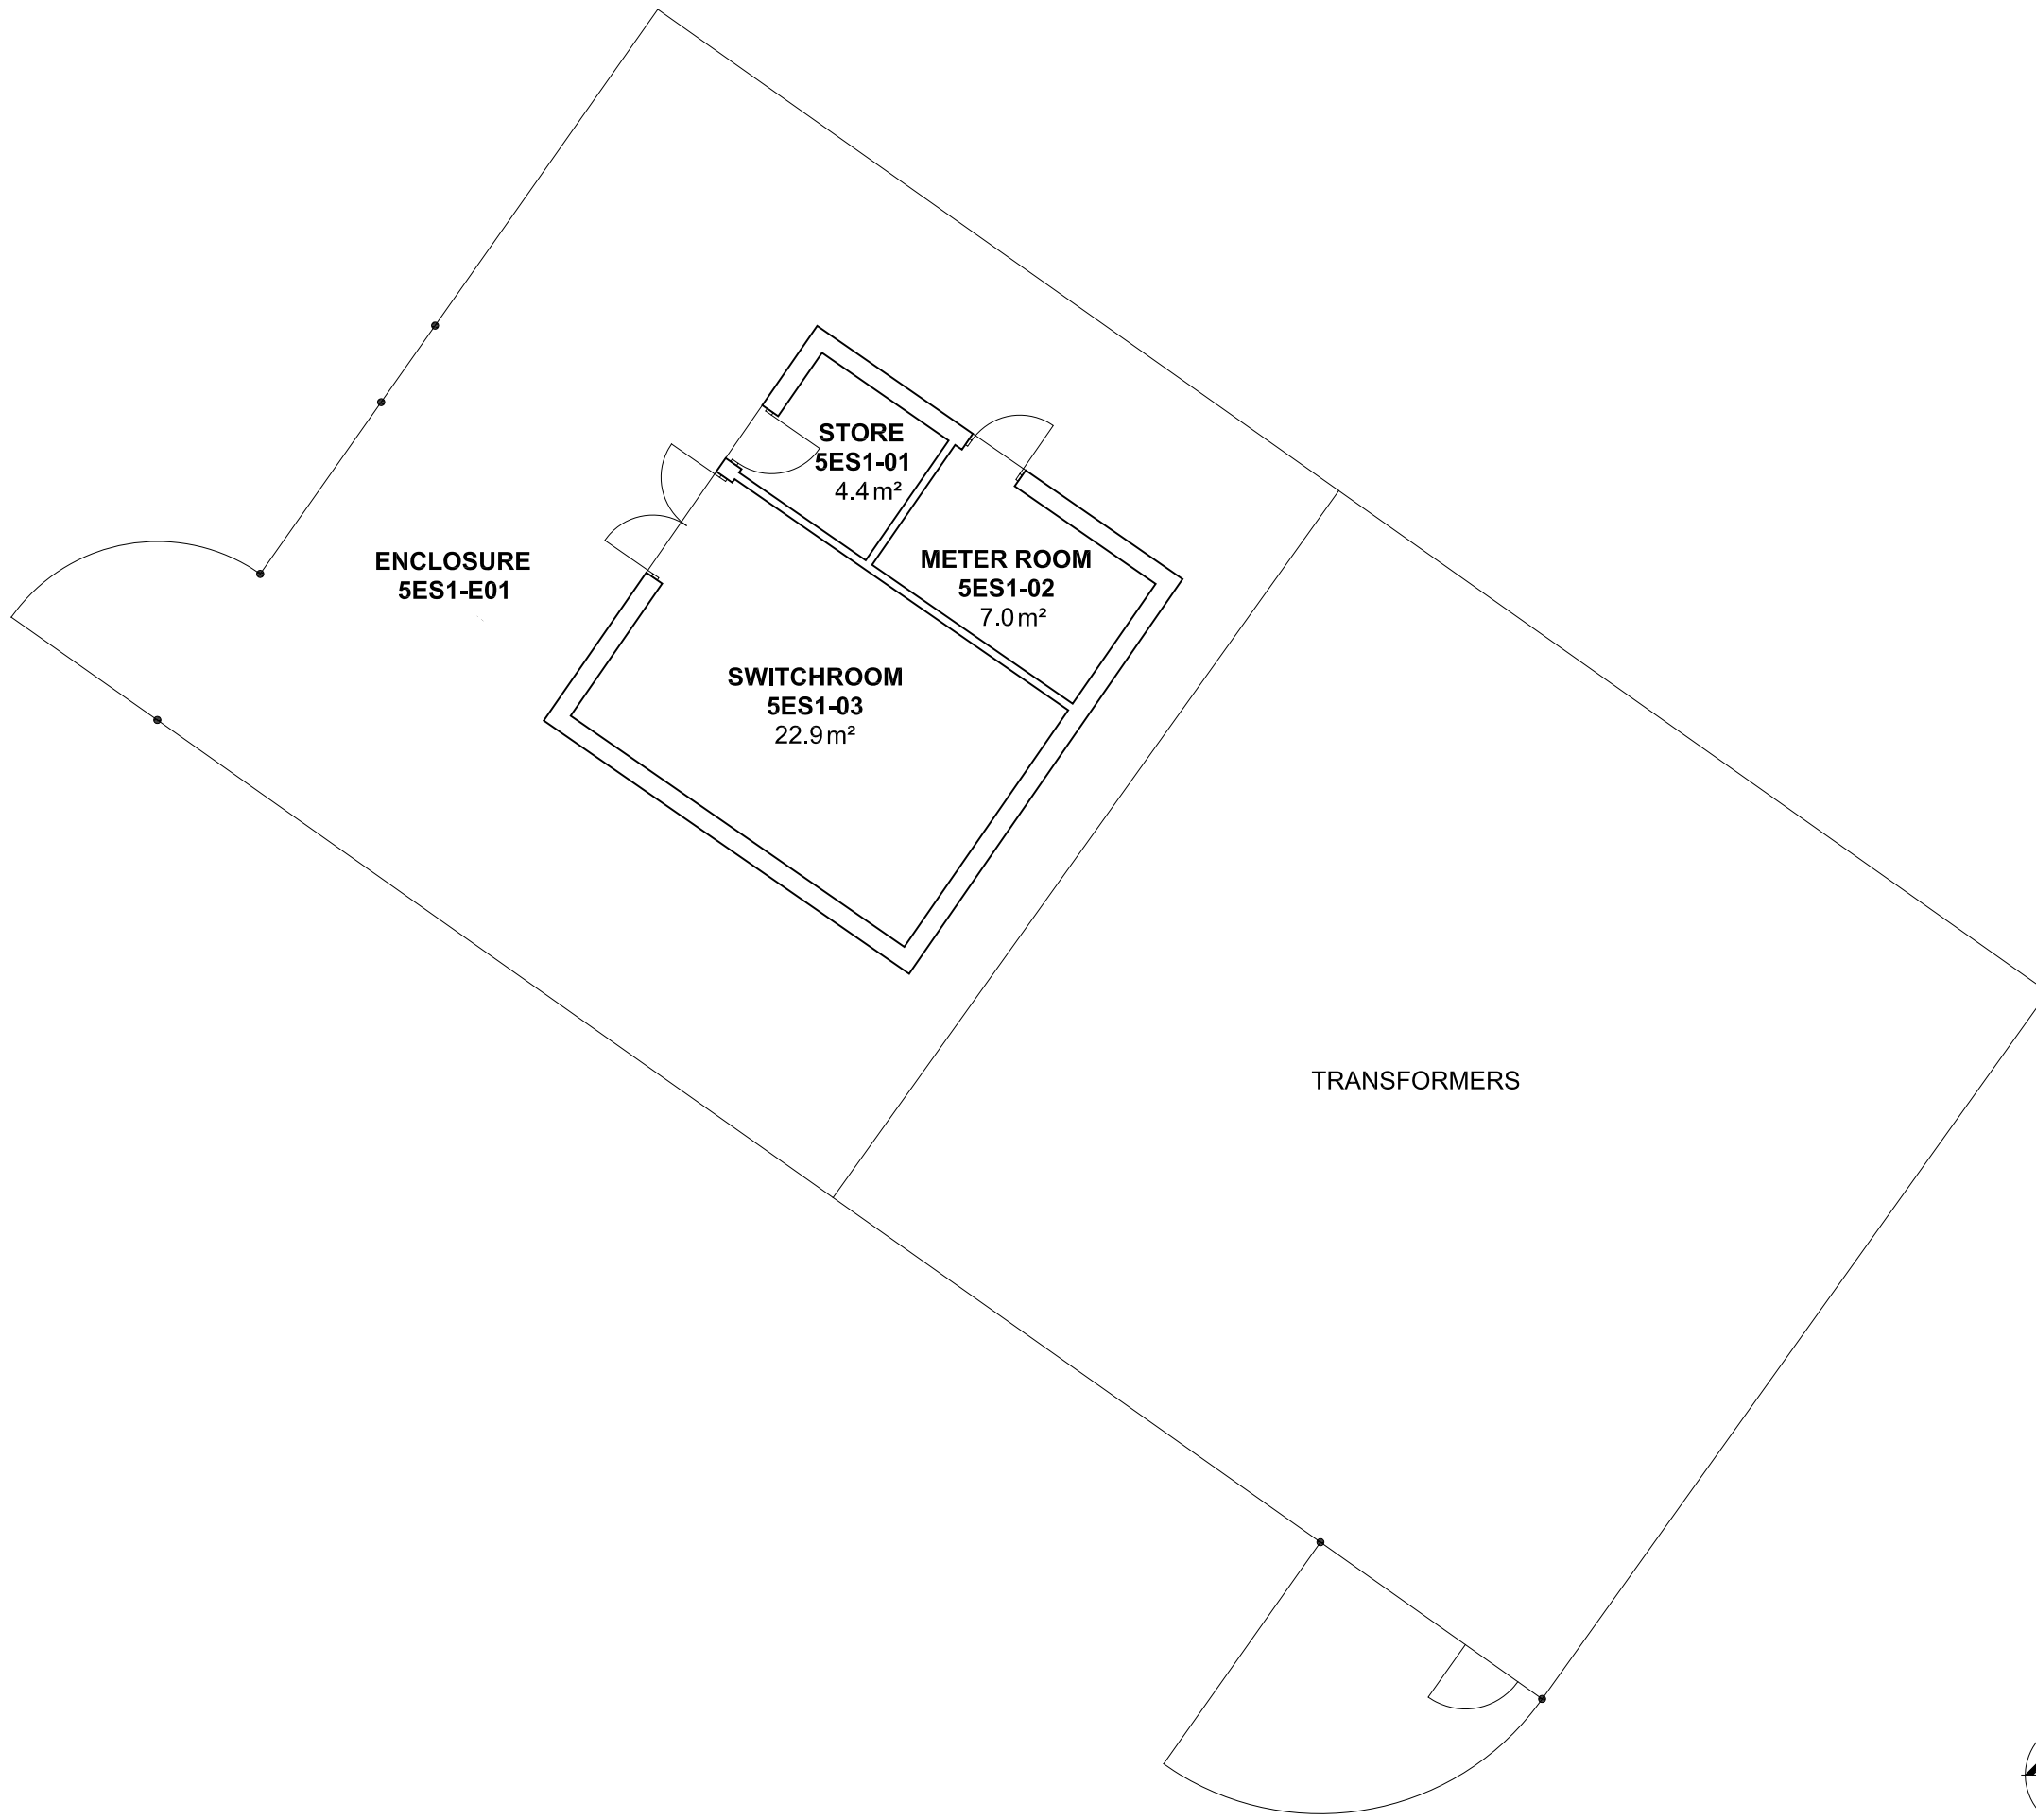 STORE
5ES1-01
4.4 m²
ENCLOSURE
5ES1-E01
METER ROOM
5ES1-02
7.0 m²
SWITCHROOM
5ES1-03
22.9 m²
TRANSFORMERS